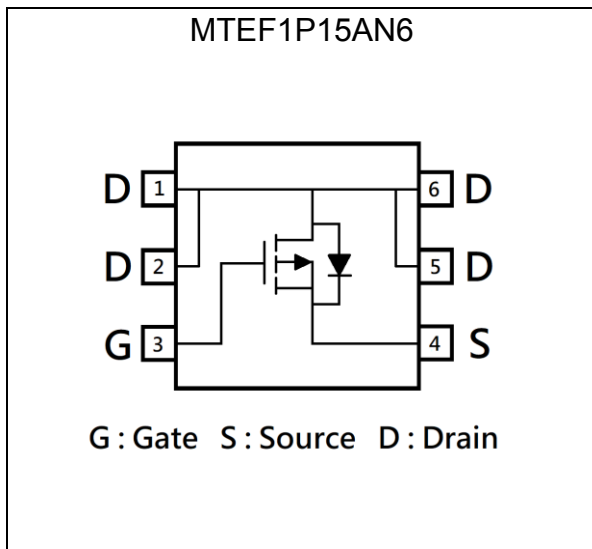 MTEF1P15AN6
D 1 6 D
D 2 5 D
G 3 4 S
G : Gate S : Source D : Drain